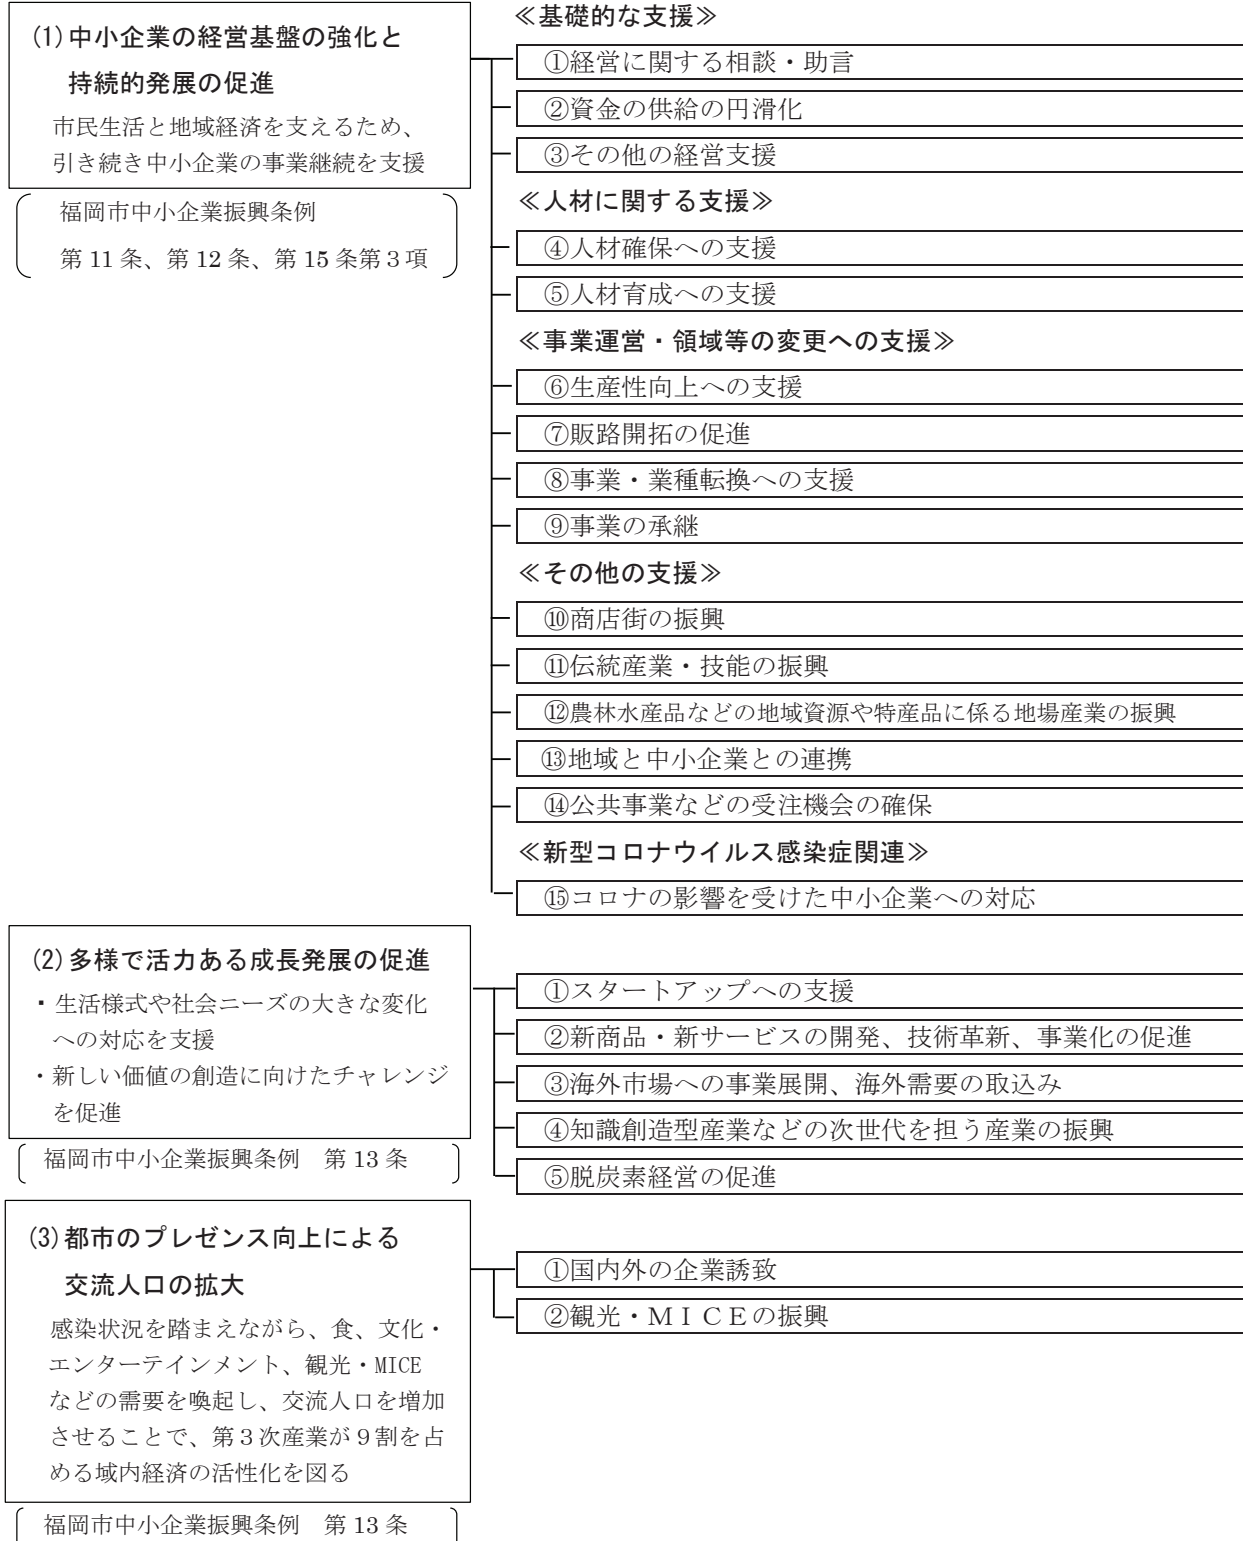 (1)中小企業の経営基盤の強化と
持続的発展の促進
市民生活と地域経済を支えるため、
引き続き中小企業の事業継続を支援
福岡市中小企業振興条例
第11条、第12条、第15条第３項
≪基礎的な支援≫
①経営に関する相談・助言
②資金の供給の円滑化
③その他の経営支援
≪人材に関する支援≫
④人材確保への支援
⑤人材育成への支援
≪事業運営・領域等の変更への支援≫
⑥生産性向上への支援
⑦販路開拓の促進
⑧事業・業種転換への支援
⑨事業の承継
≪その他の支援≫
⑩商店街の振興
⑪伝統産業・技能の振興
⑫農林水産品などの地域資源や特産品に係る地場産業の振興
⑬地域と中小企業との連携
⑭公共事業などの受注機会の確保
≪新型コロナウイルス感染症関連≫
⑮コロナの影響を受けた中小企業への対応
(2)多様で活力ある成長発展の促進
・生活様式や社会ニーズの大きな変化
への対応を支援
・新しい価値の創造に向けたチャレンジ
を促進
福岡市中小企業振興条例　第13条
①スタートアップへの支援
②新商品・新サービスの開発、技術革新、事業化の促進
③海外市場への事業展開、海外需要の取込み
④知識創造型産業などの次世代を担う産業の振興
⑤脱炭素経営の促進
(3)都市のプレゼンス向上による
交流人口の拡大
感染状況を踏まえながら、食、文化・
エンターテインメント、観光・MICE
などの需要を喚起し、交流人口を増加
させることで、第３次産業が９割を占
める域内経済の活性化を図る
福岡市中小企業振興条例　第13条
①国内外の企業誘致
②観光・ＭＩＣＥの振興